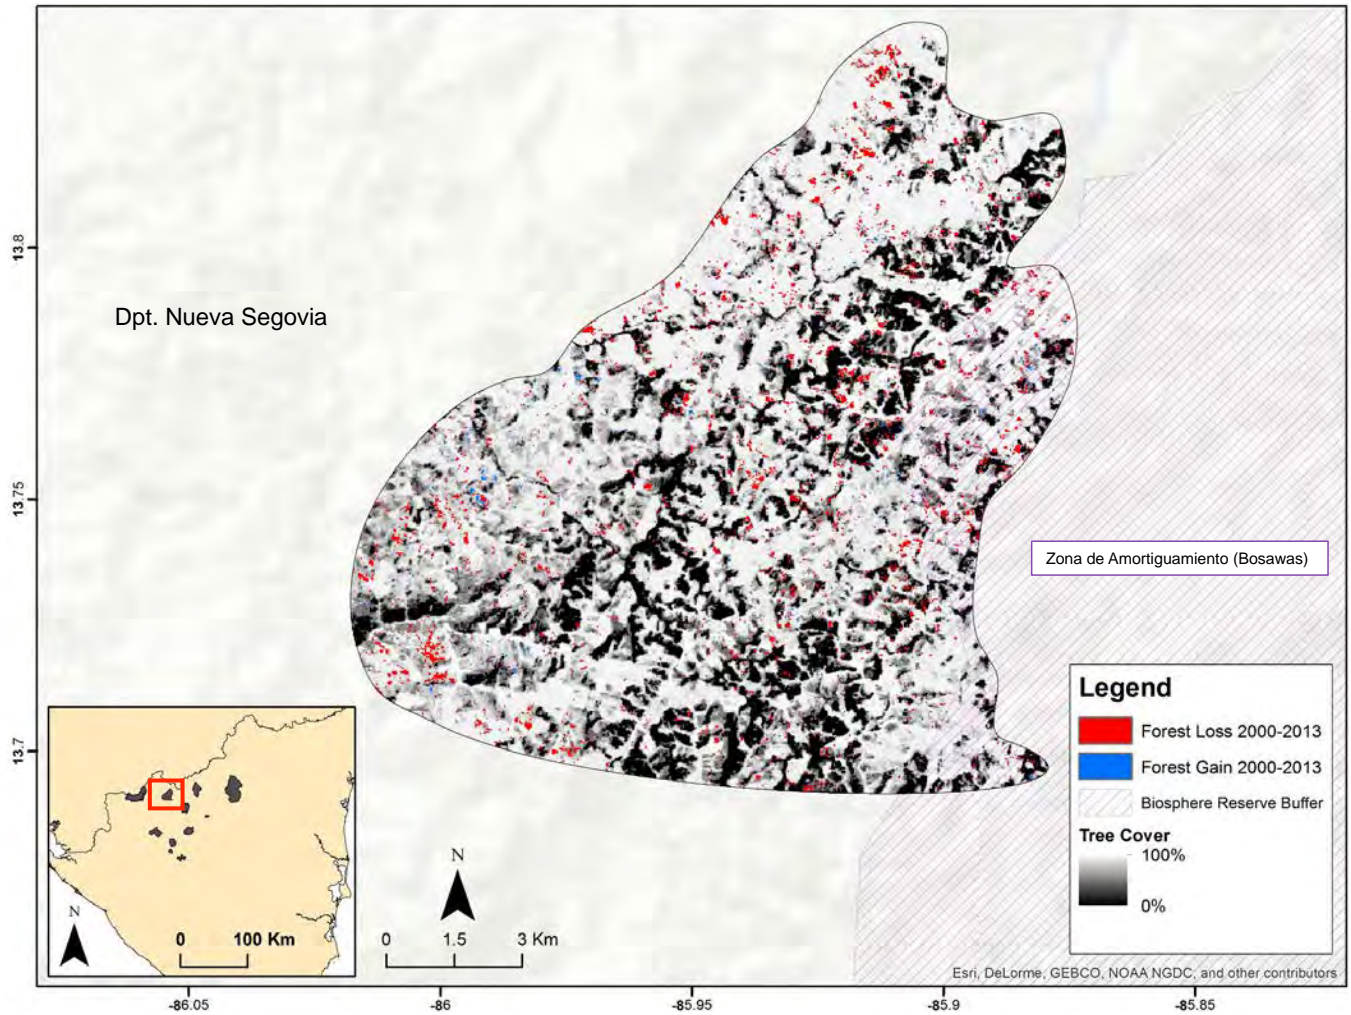 13.8
13.75
13.7
Dpt. Nueva Segovia
Zona de Amortiguamiento (Bosawas)
Legend
Forest Loss 2000-2013
Forest Gain 2000-2013
Biosphere Reserve Buffer
Tree Cover
100%
0%
N
0 100 Km
N
0 1.5 3 Km
Esri, DeLorme, GEBCO, NOAA NGDC, and other contributors
-86.05 -86 -85.95 -85.9 -85.85